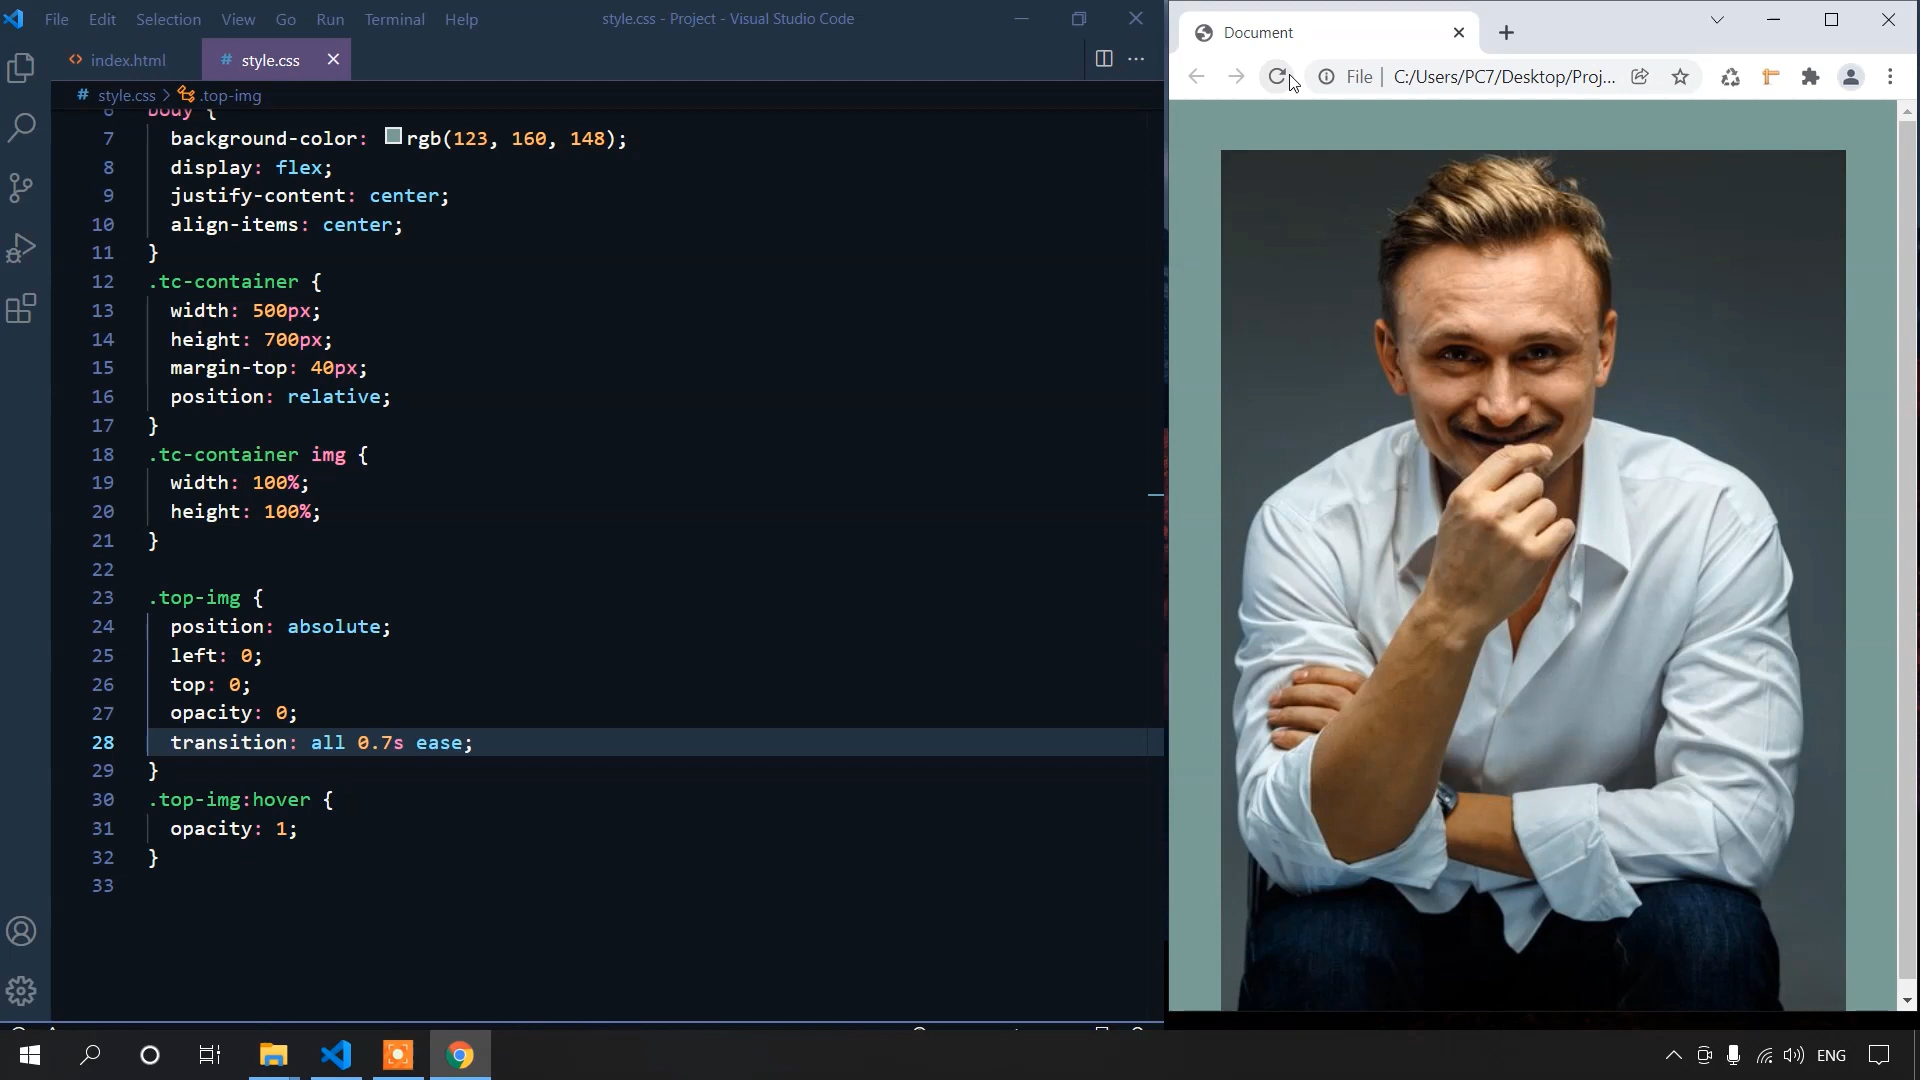 File Edit Selection View Go Run Terminal Help style.css - Project - Visual Studio Code
index.html # style.css
# style.css > .top-img
6 body {
7 background-color: rgb(123, 160, 148);
8 display: flex;
9 justify-content: center;
10 align-items: center;
11 }
12 .tc-container {
13 width: 500px;
14 height: 700px;
15 margin-top: 40px;
16 position: relative;
17 }
18 .tc-container img {
19 width: 100%;
20 height: 100%;
21 }
22
23 .top-img {
24 position: absolute;
25 left: 0;
26 top: 0;
27 opacity: 0;
28 transition: all 0.7s ease;
29 }
30 .top-img:hover {
31 opacity: 1;
32 }
33
Document
File | C:/Users/PC7/Desktop/Proj...
ENG